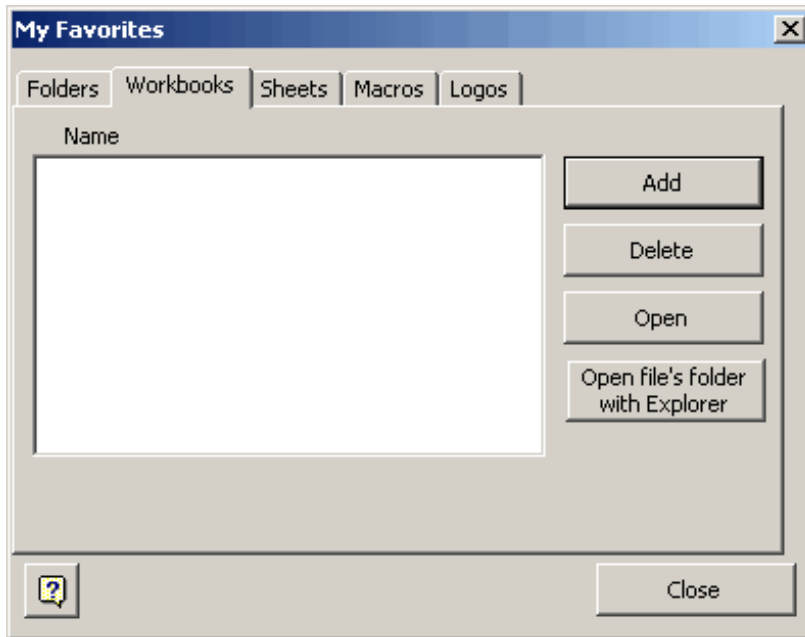 My Favorites
Folders Workbooks Sheets Macros Logos
Name
Add
Delete
Open
Open file's folder
with Explorer
?
Close